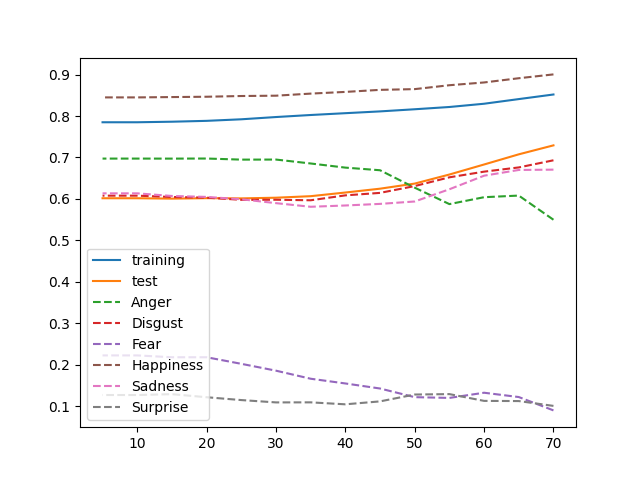 0.9
0.8
0.7
0.6
0.5
0.4
0.3
0.2
0.1
training
test
Anger
Disgust
Fear
Happiness
Sadness
Surprise
10 20 30 40 50 60 70